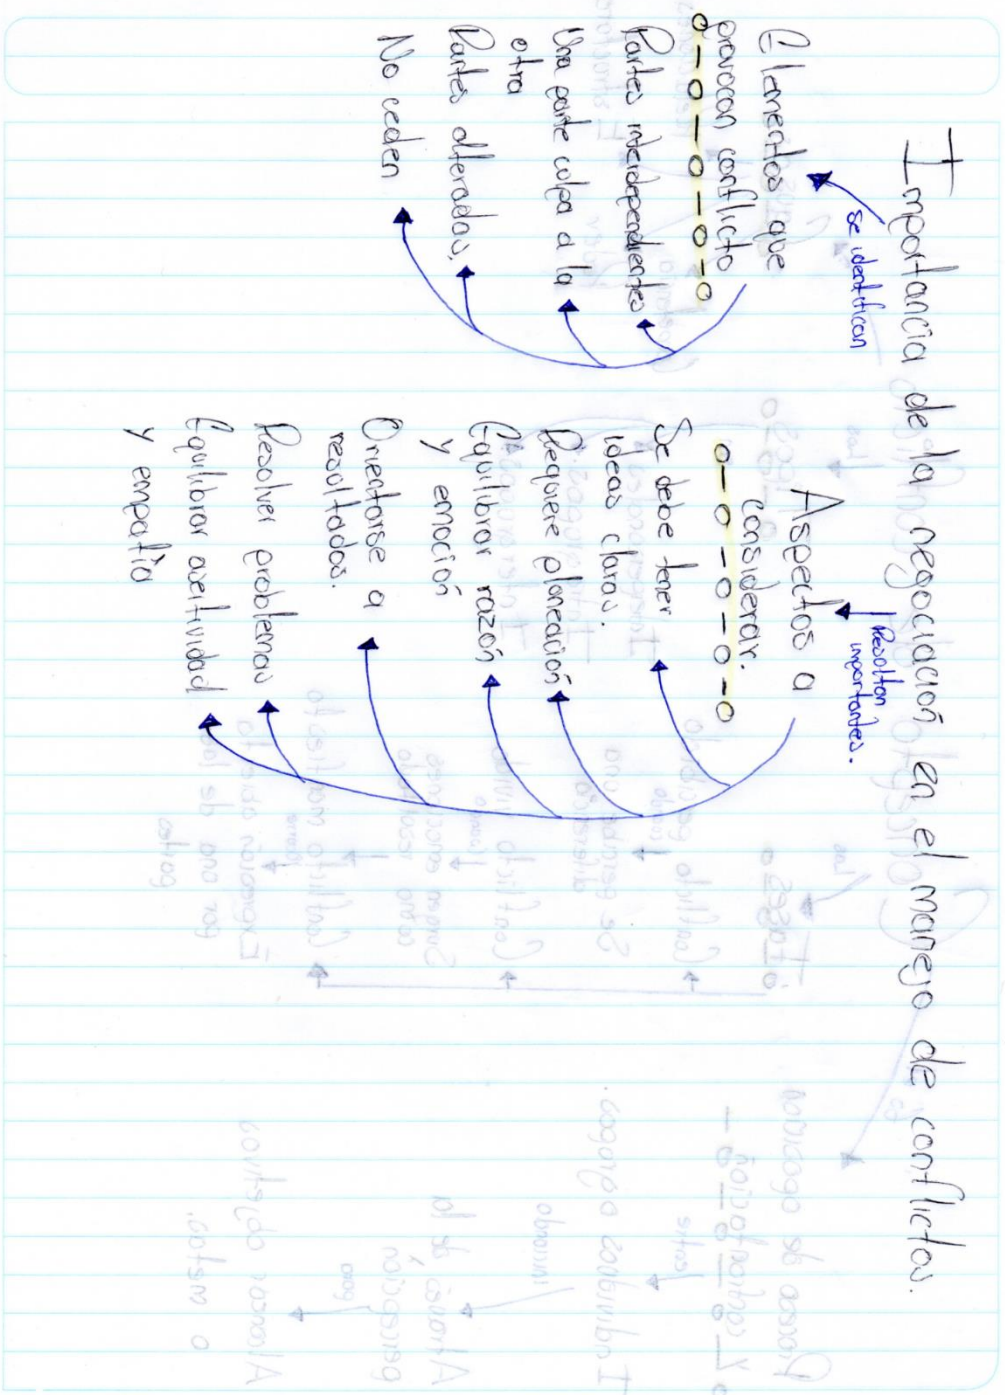 Importancia de la negociación en el manejo de conflictos.
se identifican
Elementos que
provocan conflicto
Partes interdependientes
Una parte culpa a la
otra
Partes alteradas,
No ceden
Resultan
importantes.
Aspectos a
considerar.
Se debe tener
ideas claras.
Requiere planeación
Equilibrar razón
y emoción
Orientarse a
resultados.
Resolver problemas
Equilibrar asertividad
y empatía